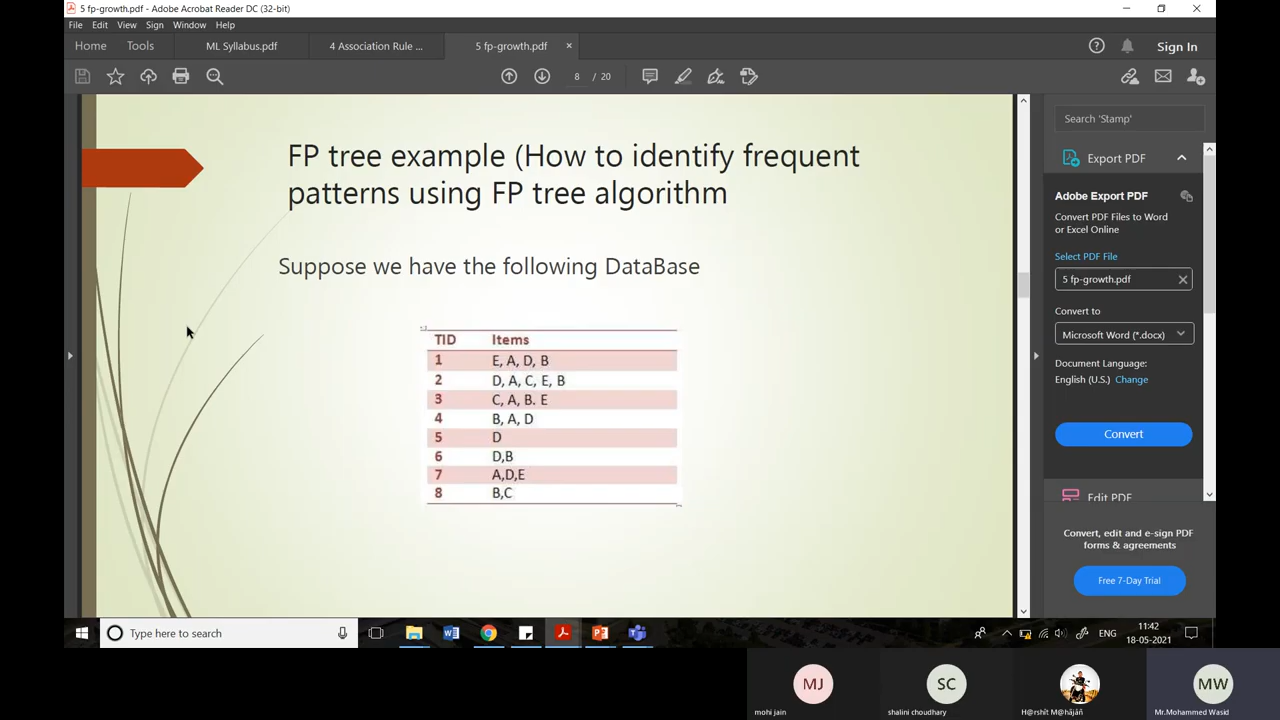 5 fp-growth.pdf - Adobe Acrobat Reader DC (32-bit)
File Edit View Sign Window Help
Home Tools ML Syllabus.pdf 4 Association Rule ... 5 fp-growth.pdf × Sign In
8 / 20
FP tree example (How to identify frequent
patterns using FP tree algorithm
Suppose we have the following DataBase
TID Items
1 E, A, D, B
2 D, A, C, E, B
3 C, A, B. E
4 B, A, D
5 D
6 D,B
7 A,D,E
8 B,C
Search 'Stamp'
Export PDF
Adobe Export PDF
Convert PDF Files to Word
or Excel Online
Select PDF File
5 fp-growth.pdf
Convert to
Microsoft Word (*.docx)
Document Language:
English (U.S.) Change
Convert
Edit PDF
Convert, edit and e-sign PDF
forms & agreements
Free 7-Day Trial
Type here to search
ENG
11:42
18-05-2021
MJ
mohi jain
SC
shalini choudhary
H@rshít M@hãjáñ
MW
Mr.Mohammed Wasid